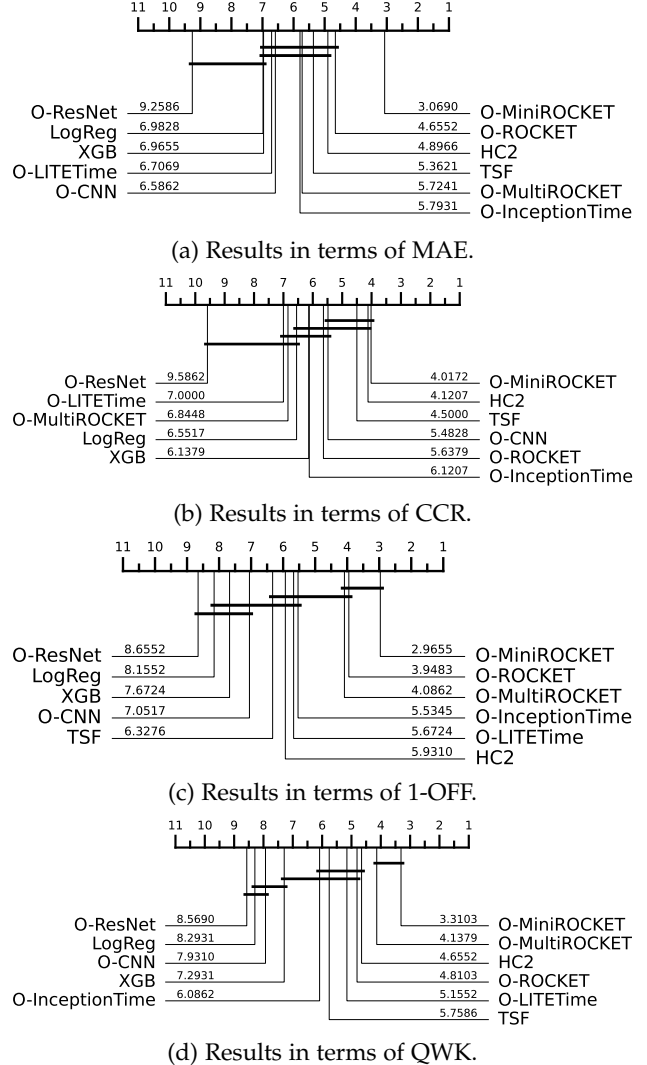 11 10 9 8 7 6 5 4 3 2 1
9.2586 3.0690
O-ResNet O-MiniROCKET
6.9828 4.6552
LogReg O-ROCKET
6.9655 4.8966
XGB HC2
6.7069 5.3621
O-LITETime TSF
6.5862 5.7241
O-CNN O-MultiROCKET
5.7931
O-InceptionTime
(a) Results in terms of MAE.
11 10 9 8 7 6 5 4 3 2 1
9.5862 4.0172
O-ResNet O-MiniROCKET
7.0000 4.1207
O-LITETime HC2
6.8448 4.5000
O-MultiROCKET TSF
6.5517 5.4828
LogReg O-CNN
6.1379 5.6379
XGB O-ROCKET
6.1207
O-InceptionTime
(b) Results in terms of CCR.
11 10 9 8 7 6 5 4 3 2 1
8.6552 2.9655
O-ResNet O-MiniROCKET
8.1552 3.9483
LogReg O-ROCKET
7.6724 4.0862
XGB O-MultiROCKET
7.0517 5.5345
O-CNN O-InceptionTime
6.3276 5.6724
TSF O-LITETime
5.9310
HC2
(c) Results in terms of 1-OFF.
11 10 9 8 7 6 5 4 3 2 1
8.5690 3.3103
O-ResNet O-MiniROCKET
8.2931 4.1379
LogReg O-MultiROCKET
7.9310 4.6552
O-CNN HC2
7.2931 4.8103
XGB O-ROCKET
6.0862 5.1552
O-InceptionTime O-LITETime
5.7586
TSF
(d) Results in terms of QWK.